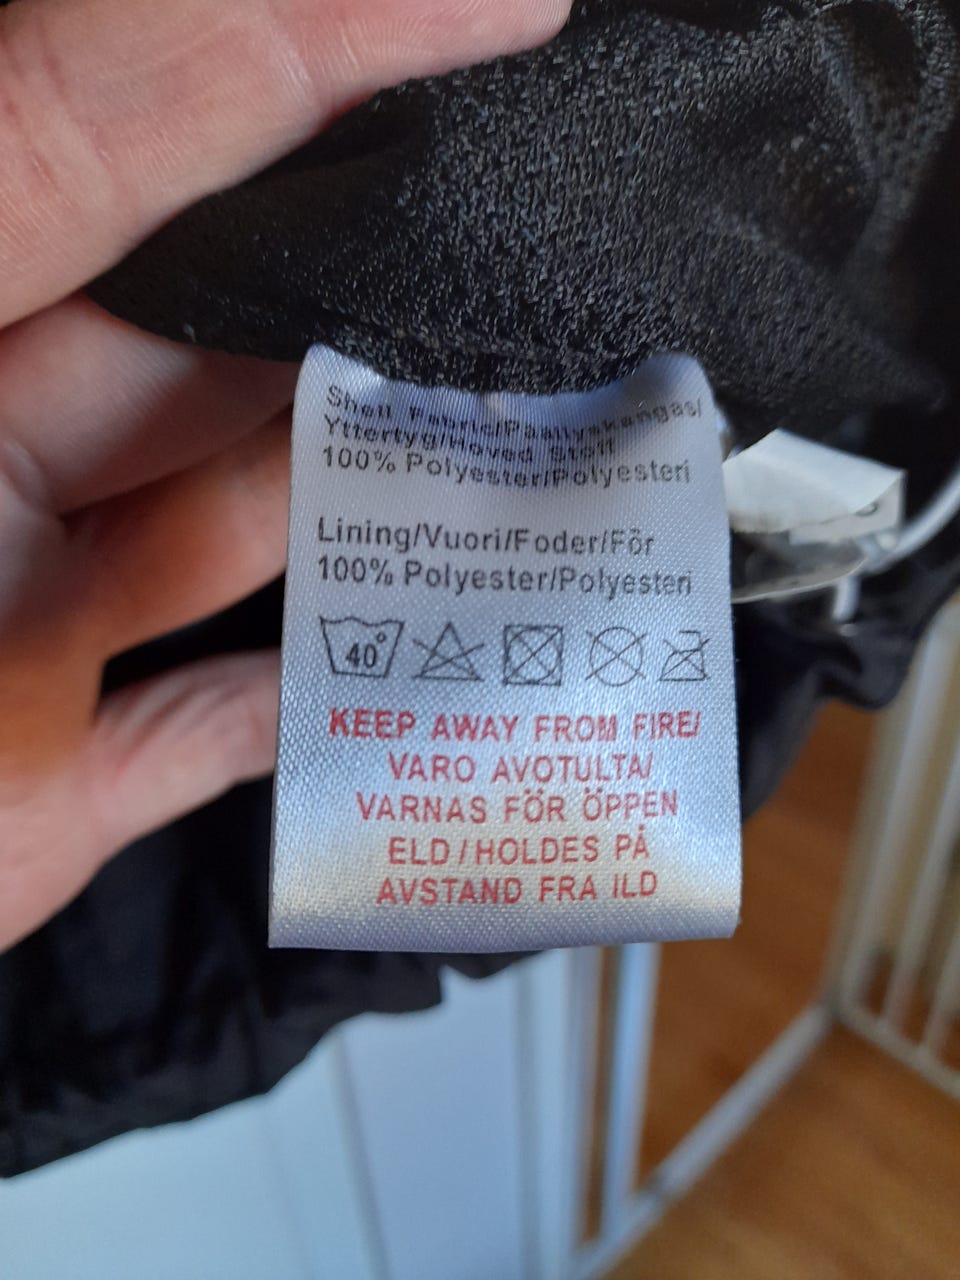 Shell Fabric/Päällyskangas/
Yttertyg/Hoved Stoff
100% Polyester/Polyesteri
Lining/Vuori/Foder/Fôr
100% Polyester/Polyesteri
40°
KEEP AWAY FROM FIRE/
VARO AVOTULTA/
VARNAS FÖR ÖPPEN
ELD/HOLDES PÅ
AVSTAND FRA ILD